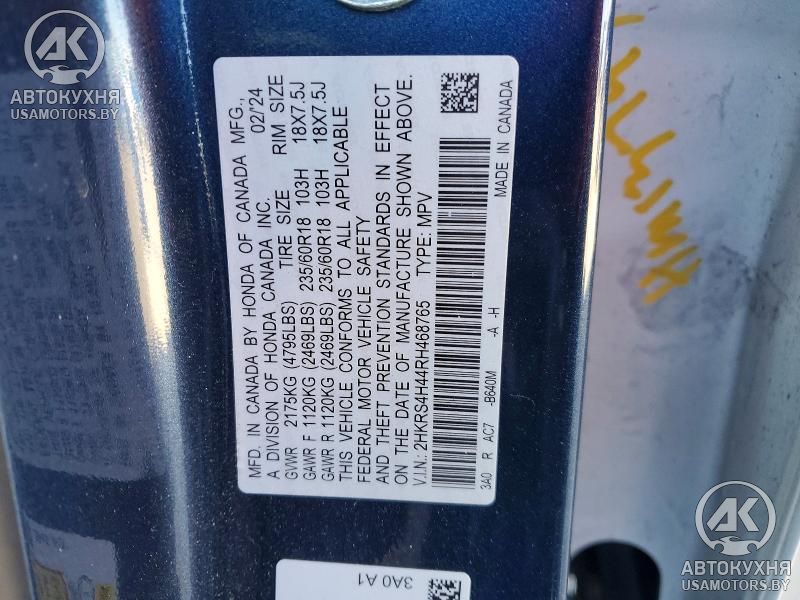 MFD. IN CANADA BY HONDA OF CANADA MFG.,
A DIVISION OF HONDA CANADA INC. 02/24
GVWR 2175KG (4795LBS) TIRE SIZE RIM SIZE
GAWR F 1120KG (2469LBS) 235/60R18 103H 18X7.5J
GAWR R 1120KG (2469LBS) 235/60R18 103H 18X7.5J
THIS VEHICLE CONFORMS TO ALL APPLICABLE
FEDERAL MOTOR VEHICLE SAFETY
AND THEFT PREVENTION STANDARDS IN EFFECT
ON THE DATE OF MANUFACTURE SHOWN ABOVE.
V.I.N.: 2HKRS4H44RH468765 TYPE: MPV
3A0 R AC7 -B640M -A -H MADE IN CANADA
3A0 A1
АК
АВТОКУХНЯ
USAMOTORS.BY
АК
АВТОКУХНЯ
USAMOTORS.BY